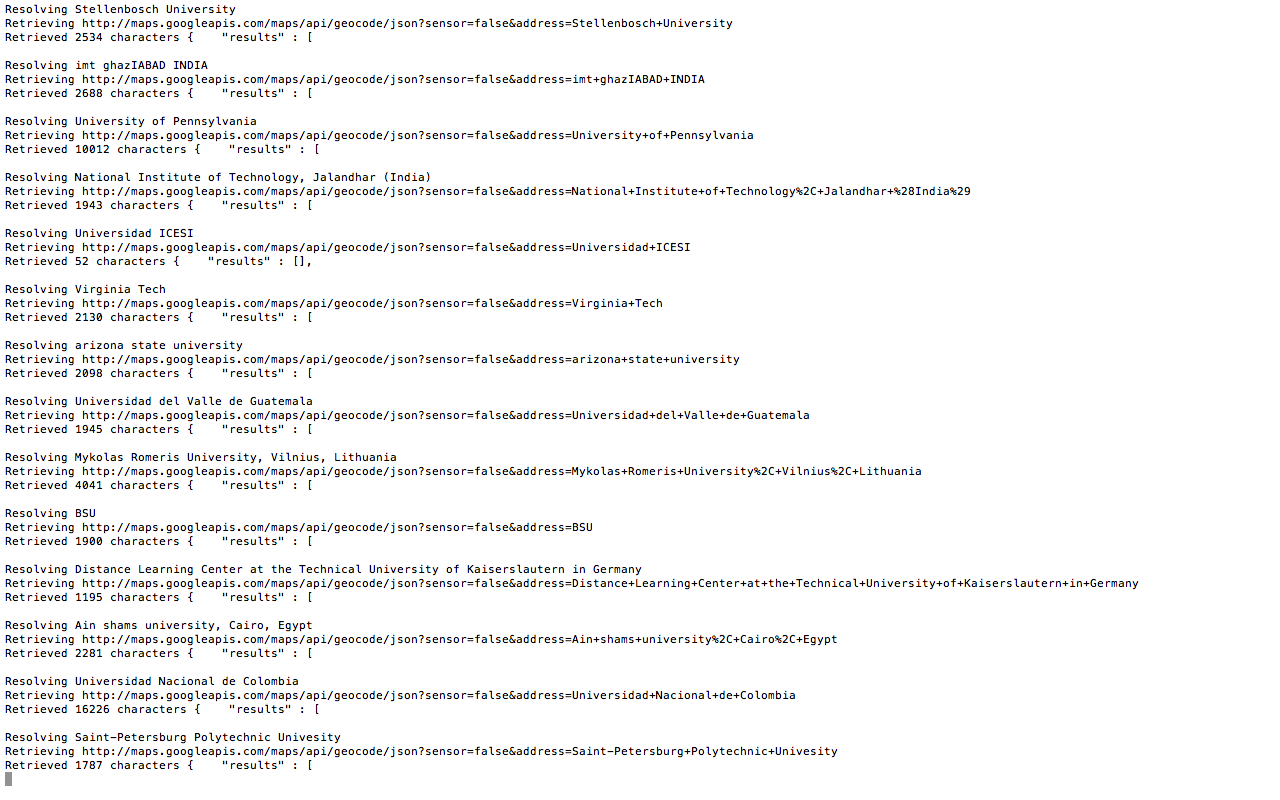 Resolving Stellenbosch University
Retrieving http://maps.googleapis.com/maps/api/geocode/json?sensor=false&address=Stellenbosch+University
Retrieved 2534 characters {    "results" : [
Resolving imt ghazIABAD INDIA
Retrieving http://maps.googleapis.com/maps/api/geocode/json?sensor=false&address=imt+ghazIABAD+INDIA
Retrieved 2688 characters {    "results" : [
Resolving University of Pennsylvania
Retrieving http://maps.googleapis.com/maps/api/geocode/json?sensor=false&address=University+of+Pennsylvania
Retrieved 10012 characters {    "results" : [
Resolving National Institute of Technology, Jalandhar (India)
Retrieving http://maps.googleapis.com/maps/api/geocode/json?sensor=false&address=National+Institute+of+Technology%2C+Jalandhar+%28India%29
Retrieved 1943 characters {    "results" : [
Resolving Universidad ICESI
Retrieving http://maps.googleapis.com/maps/api/geocode/json?sensor=false&address=Universidad+ICESI
Retrieved 52 characters {    "results" : [],
Resolving Virginia Tech
Retrieving http://maps.googleapis.com/maps/api/geocode/json?sensor=false&address=Virginia+Tech
Retrieved 2130 characters {    "results" : [
Resolving arizona state university
Retrieving http://maps.googleapis.com/maps/api/geocode/json?sensor=false&address=arizona+state+university
Retrieved 2098 characters {    "results" : [
Resolving Universidad del Valle de Guatemala
Retrieving http://maps.googleapis.com/maps/api/geocode/json?sensor=false&address=Universidad+del+Valle+de+Guatemala
Retrieved 1945 characters {    "results" : [
Resolving Mykolas Romeris University, Vilnius, Lithuania
Retrieving http://maps.googleapis.com/maps/api/geocode/json?sensor=false&address=Mykolas+Romeris+University%2C+Vilnius%2C+Lithuania
Retrieved 4041 characters {    "results" : [
Resolving BSU
Retrieving http://maps.googleapis.com/maps/api/geocode/json?sensor=false&address=BSU
Retrieved 1900 characters {    "results" : [
Resolving Distance Learning Center at the Technical University of Kaiserslautern in Germany
Retrieving http://maps.googleapis.com/maps/api/geocode/json?sensor=false&address=Distance+Learning+Center+at+the+Technical+University+of+Kaiserslautern+in+Germany
Retrieved 1195 characters {    "results" : [
Resolving Ain shams university, Cairo, Egypt
Retrieving http://maps.googleapis.com/maps/api/geocode/json?sensor=false&address=Ain+shams+university%2C+Cairo%2C+Egypt
Retrieved 2281 characters {    "results" : [
Resolving Universidad Nacional de Colombia
Retrieving http://maps.googleapis.com/maps/api/geocode/json?sensor=false&address=Universidad+Nacional+de+Colombia
Retrieved 16226 characters {    "results" : [
Resolving Saint-Petersburg Polytechnic Univesity
Retrieving http://maps.googleapis.com/maps/api/geocode/json?sensor=false&address=Saint-Petersburg+Polytechnic+Univesity
Retrieved 1787 characters {    "results" : [